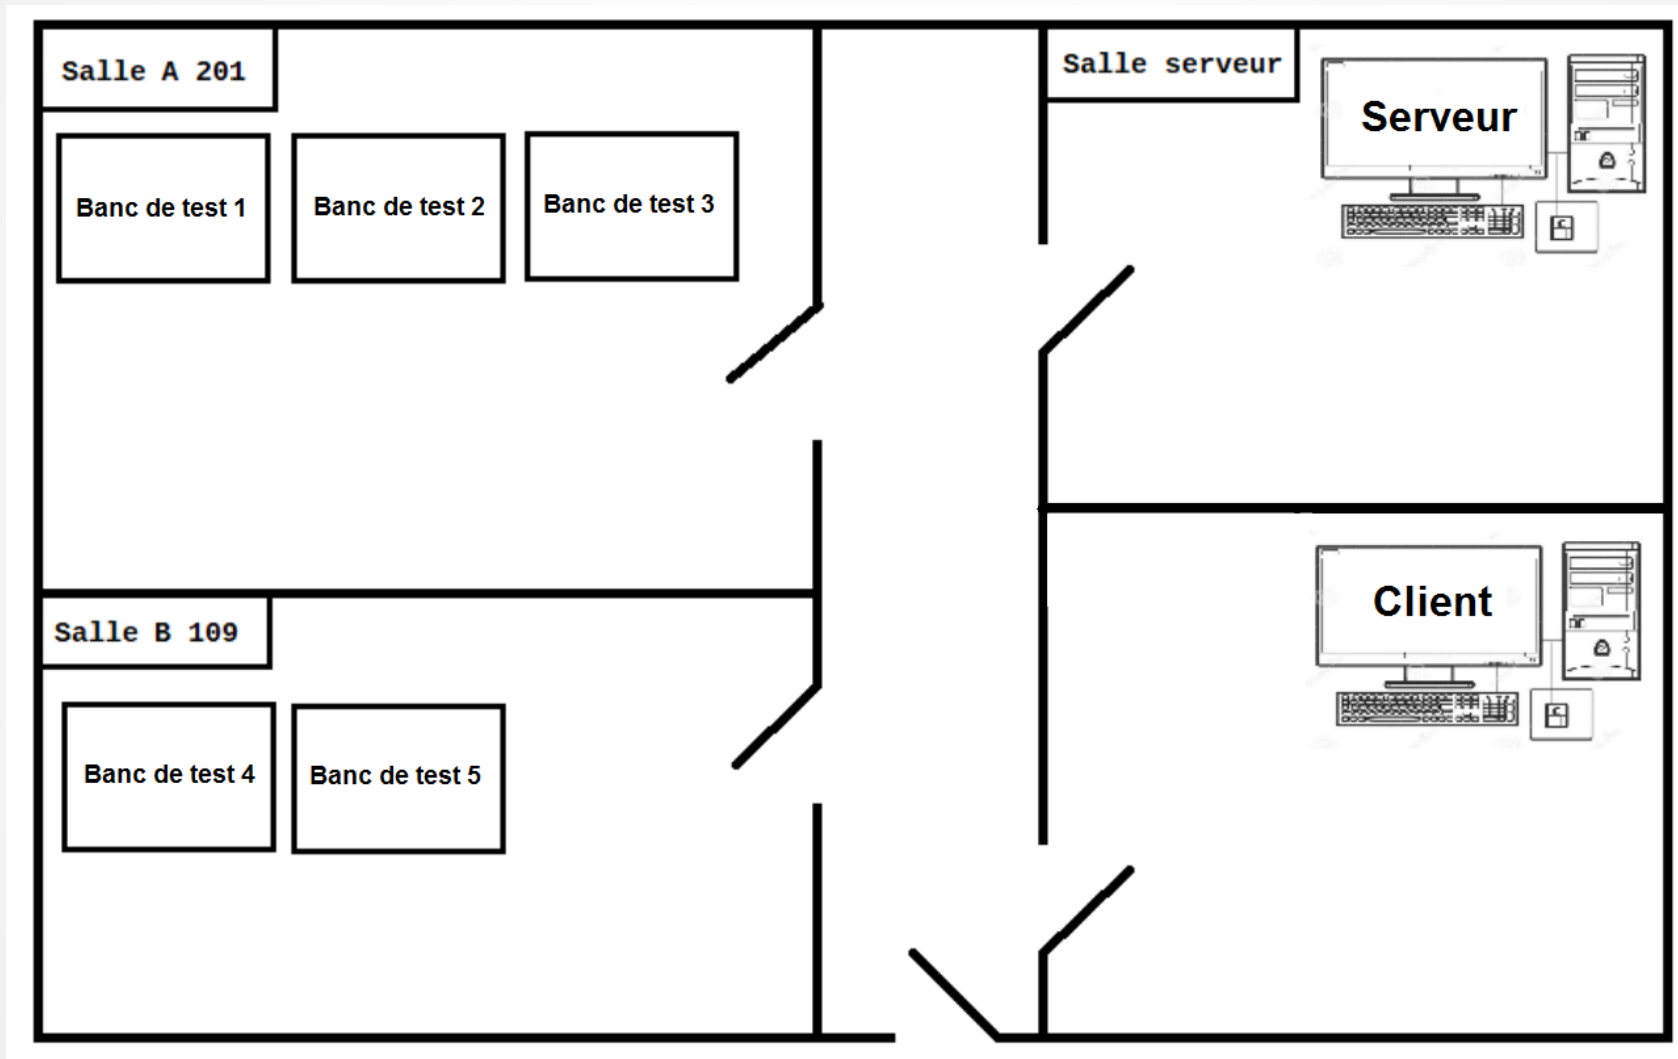 Salle A 201
Salle serveur
Serveur
Banc de test 1
Banc de test 2
Banc de test 3
Salle B 109
Client
Banc de test 4
Banc de test 5